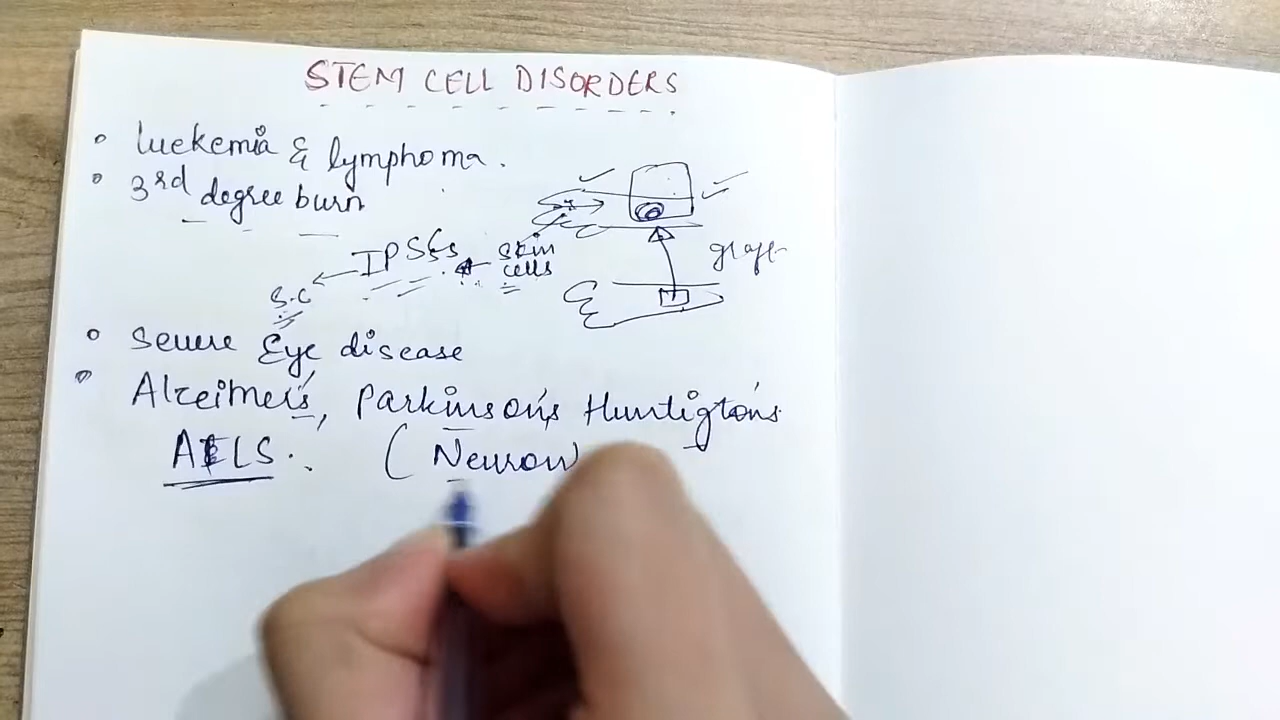 STEM CELL DISORDERS
luekemia & lymphoma.
3rd degree burn
graft
IPSCs
skin
cells
S.C
Severe Eye disease
Alzeimer's, Parkinson's, Huntigton's
ALS.
(Neuron)